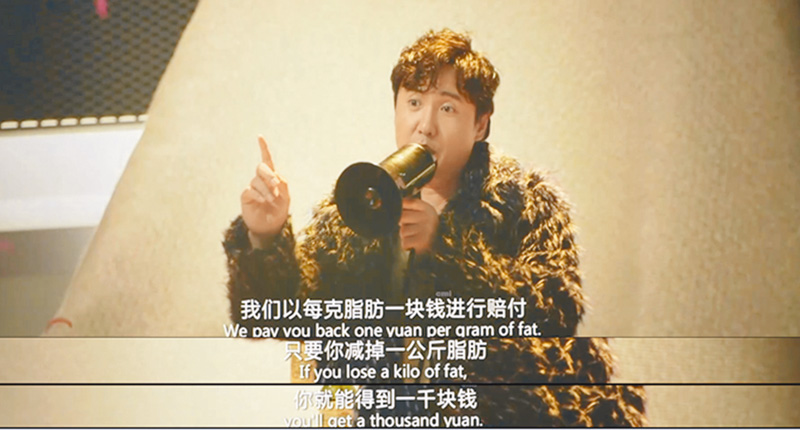 我们以每克脂肪一块钱进行赔付
We pay you back one yuan per gram of fat.
只要你减掉一公斤脂肪
If you lose a kilo of fat,
你就能得到一千块钱
you'll get a thousand yuan.